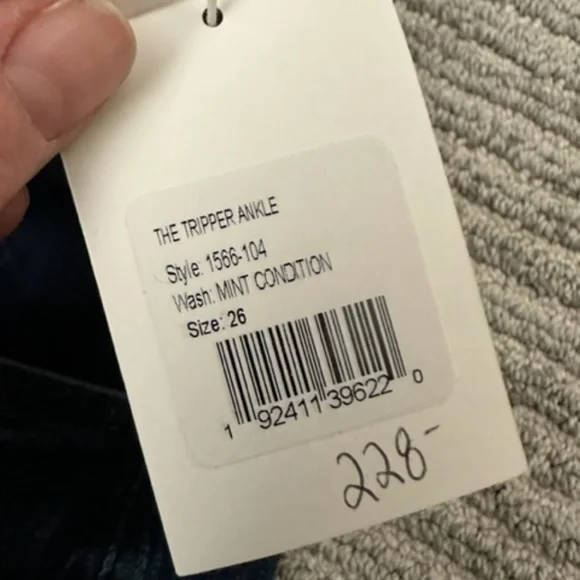 THE TRIPPER ANKLE
Style: 1566-104
Wash: MINT CONDITION
Size: 26
1 92411 39622 0
228-